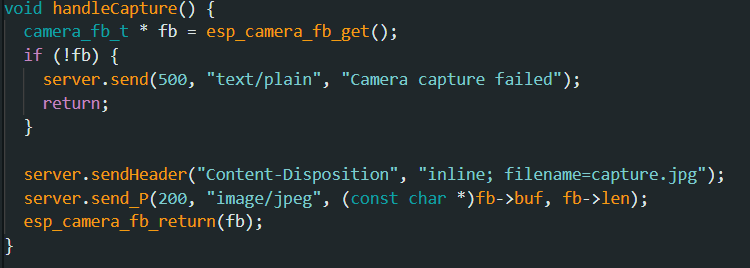 void handleCapture() {
  camera_fb_t * fb = esp_camera_fb_get();
  if (!fb) {
    server.send(500, "text/plain", "Camera capture failed");
    return;
  }

  server.sendHeader("Content-Disposition", "inline; filename=capture.jpg");
  server.send_P(200, "image/jpeg", (const char *)fb->buf, fb->len);
  esp_camera_fb_return(fb);
}